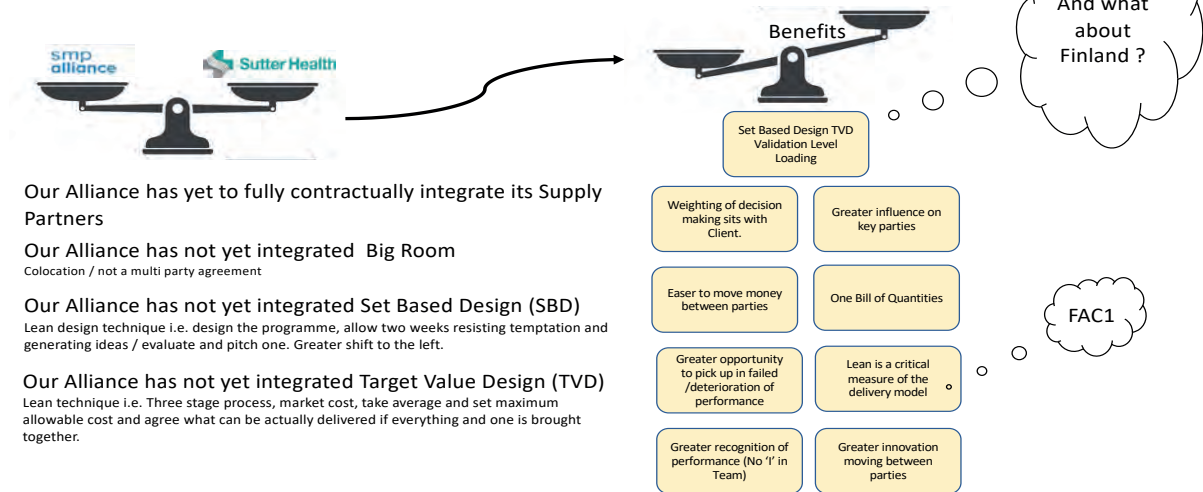 smp
alliance
Sutter Health
Our Alliance has yet to fully contractually integrate its Supply
Partners
Our Alliance has not yet integrated Big Room
Colocation / not a multi party agreement
Our Alliance has not yet integrated Set Based Design (SBD)
Lean design technique i.e. design the programme, allow two weeks resisting temptation and
generating ideas / evaluate and pitch one. Greater shift to the left.
Our Alliance has not yet integrated Target Value Design (TVD)
Lean technique i.e. Three stage process, market cost, take average and set maximum
allowable cost and agree what can be actually delivered if everything and one is brought
together.
Benefits
Set Based Design TVD
Validation Level
Loading
Weighting of decision
making sits with
Client.
Greater influence on
key parties
Easer to move money
between parties
One Bill of Quantities
Greater opportunity
to pick up in failed
/deterioration of
performance
Lean is a critical
measure of the
delivery model
Greater recognition of
performance (No ‘I’ in
Team)
Greater innovation
moving between
parties
And what
about
Finland ?
FAC1